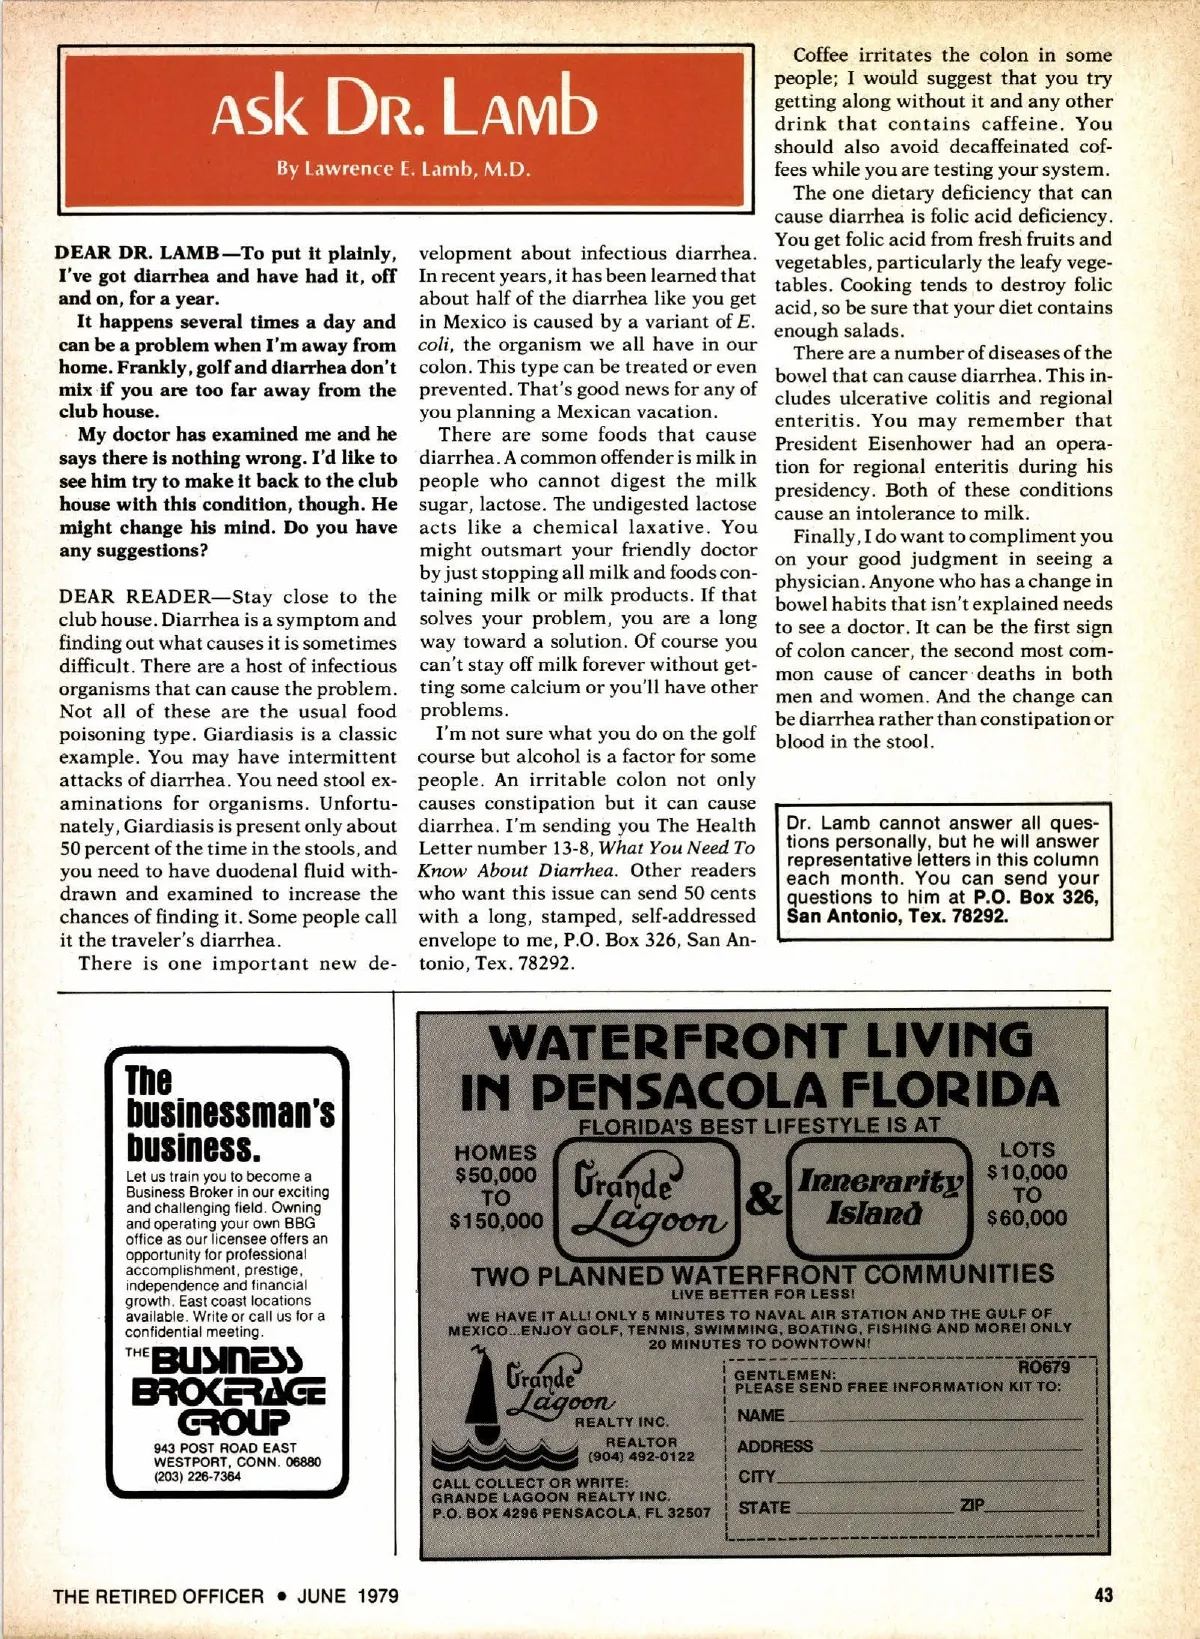 ASK DR. LAMB
By Lawrence E. Lamb, M.D.
DEAR DR. LAMB—To put it plainly,
I've got diarrhea and have had it, off
and on, for a year.
It happens several times a day and
can be a problem when I'm away from
home. Frankly, golf and diarrhea don't
mix if you are too far away from the
club house.
My doctor has examined me and he
says there is nothing wrong. I'd like to
see him try to make it back to the club
house with this condition, though. He
might change his mind. Do you have
any suggestions?
DEAR READER—Stay close to the
club house. Diarrhea is a symptom and
finding out what causes it is sometimes
difficult. There are a host of infectious
organisms that can cause the problem.
Not all of these are the usual food
poisoning type. Giardiasis is a classic
example. You may have intermittent
attacks of diarrhea. You need stool ex-
aminations for organisms. Unfortu-
nately, Giardiasis is present only about
50 percent of the time in the stools, and
you need to have duodenal fluid with-
drawn and examined to increase the
chances of finding it. Some people call
it the traveler's diarrhea.
There is one important new de-
velopment about infectious diarrhea.
In recent years, it has been learned that
about half of the diarrhea like you get
in Mexico is caused by a variant of E.
coli, the organism we all have in our
colon. This type can be treated or even
prevented. That's good news for any of
you planning a Mexican vacation.
There are some foods that cause
diarrhea. A common offender is milk in
people who cannot digest the milk
sugar, lactose. The undigested lactose
acts like a chemical laxative. You
might outsmart your friendly doctor
by just stopping all milk and foods con-
taining milk or milk products. If that
solves your problem, you are a long
way toward a solution. Of course you
can't stay off milk forever without get-
ting some calcium or you'll have other
problems.
I'm not sure what you do on the golf
course but alcohol is a factor for some
people. An irritable colon not only
causes constipation but it can cause
diarrhea. I'm sending you The Health
Letter number 13-8, What You Need To
Know About Diarrhea. Other readers
who want this issue can send 50 cents
with a long, stamped, self-addressed
envelope to me, P.O. Box 326, San An-
tonio, Tex. 78292.
Coffee irritates the colon in some
people; I would suggest that you try
getting along without it and any other
drink that contains caffeine. You
should also avoid decaffeinated cof-
fees while you are testing your system.
The one dietary deficiency that can
cause diarrhea is folic acid deficiency.
You get folic acid from fresh fruits and
vegetables, particularly the leafy vege-
tables. Cooking tends to destroy folic
acid, so be sure that your diet contains
enough salads.
There are a number of diseases of the
bowel that can cause diarrhea. This in-
cludes ulcerative colitis and regional
enteritis. You may remember that
President Eisenhower had an opera-
tion for regional enteritis during his
presidency. Both of these conditions
cause an intolerance to milk.
Finally, I do want to compliment you
on your good judgment in seeing a
physician. Anyone who has a change in
bowel habits that isn't explained needs
to see a doctor. It can be the first sign
of colon cancer, the second most com-
mon cause of cancer deaths in both
men and women. And the change can
be diarrhea rather than constipation or
blood in the stool.
Dr. Lamb cannot answer all ques-
tions personally, but he will answer
representative letters in this column
each month. You can send your
questions to him at P.O. Box 326,
San Antonio, Tex. 78292.
The
businessman's
business.
Let us train you to become a
Business Broker in our exciting
and challenging field. Owning
and operating your own BBG
office as our licensee offers an
opportunity for professional
accomplishment, prestige,
independence and financial
growth. East coast locations
available. Write or call us for a
confidential meeting.
THE BUSINESS
BROKERAGE
GROUP
943 POST ROAD EAST
WESTPORT, CONN. 06880
(203) 226-7364
WATERFRONT LIVING
IN PENSACOLA FLORIDA
FLORIDA'S BEST LIFESTYLE IS AT
HOMES
$50,000
TO
$150,000
Grande
Lagoon
&
Innerarity
Island
LOTS
$10,000
TO
$60,000
TWO PLANNED WATERFRONT COMMUNITIES
LIVE BETTER FOR LESS!
WE HAVE IT ALL! ONLY 5 MINUTES TO NAVAL AIR STATION AND THE GULF OF
MEXICO...ENJOY GOLF, TENNIS, SWIMMING, BOATING, FISHING AND MORE! ONLY
20 MINUTES TO DOWNTOWN!
Grande
Lagoon
REALTY INC.
REALTOR
(904) 492-0122
CALL COLLECT OR WRITE:
GRANDE LAGOON REALTY INC.
P.O. BOX 4296 PENSACOLA, FL 32507
RO679
GENTLEMEN:
PLEASE SEND FREE INFORMATION KIT TO:
NAME
ADDRESS
CITY
STATE ZIP
THE RETIRED OFFICER • JUNE 1979
43